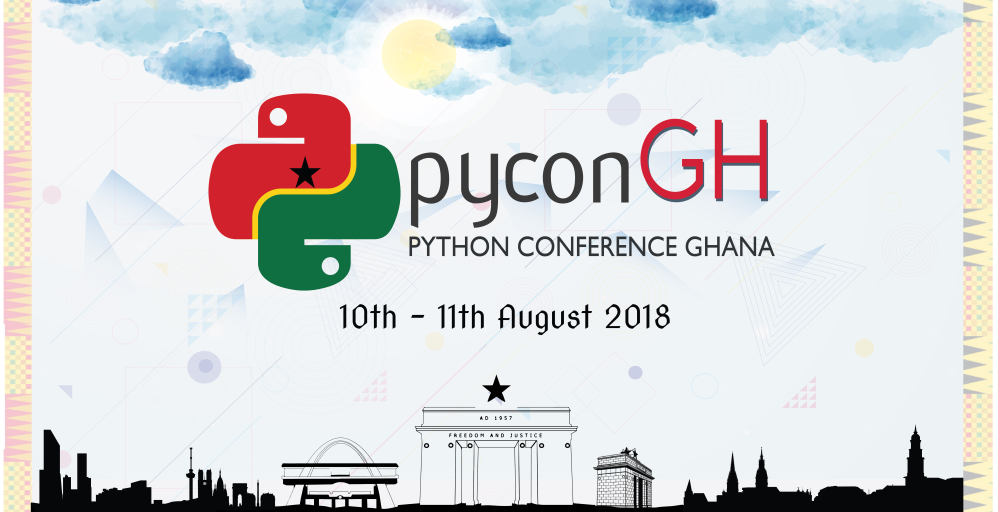 pyconGH
PYTHON CONFERENCE GHANA
10th - 11th August 2018
AD 1957
FREEDOM AND JUSTICE